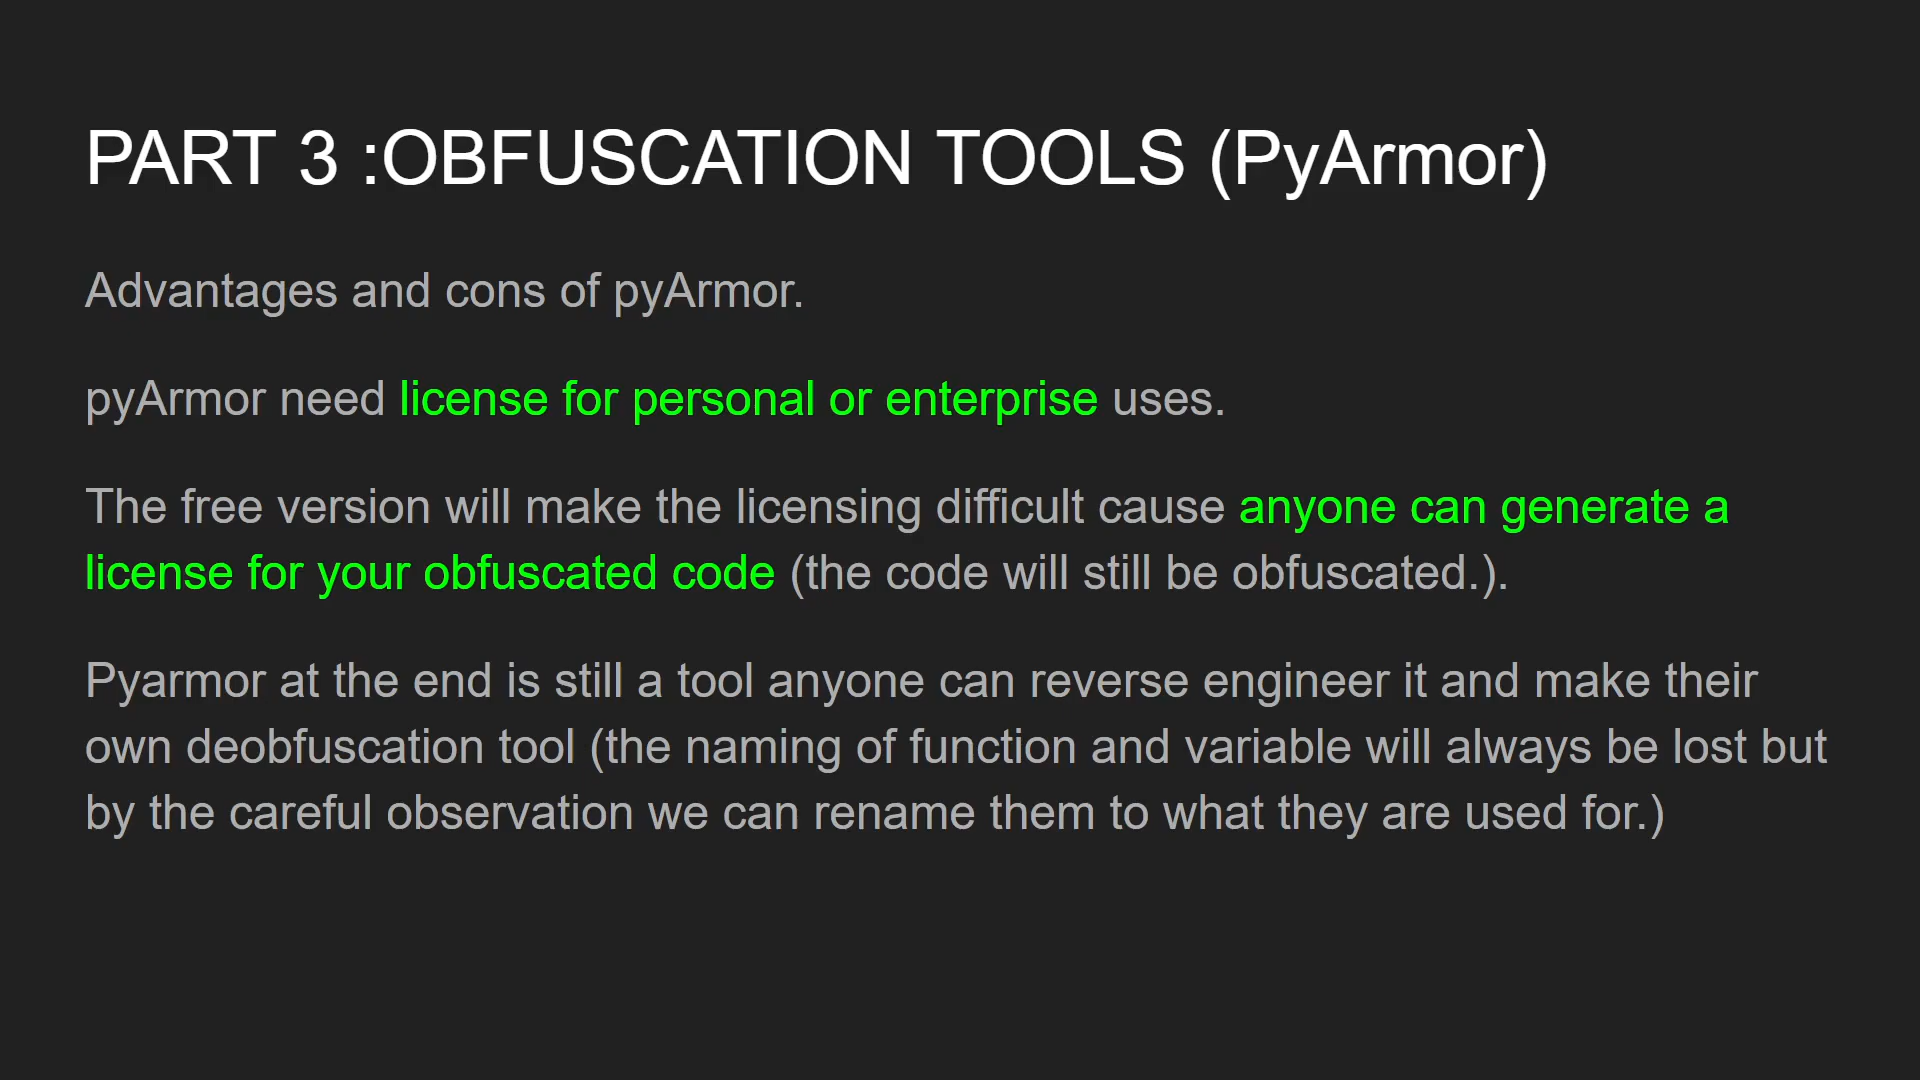 PART 3 :OBFUSCATION TOOLS (PyArmor)
Advantages and cons of pyArmor.
pyArmor need license for personal or enterprise uses.
The free version will make the licensing difficult cause anyone can generate a
license for your obfuscated code (the code will still be obfuscated.).
Pyarmor at the end is still a tool anyone can reverse engineer it and make their
own deobfuscation tool (the naming of function and variable will always be lost but
by the careful observation we can rename them to what they are used for.)